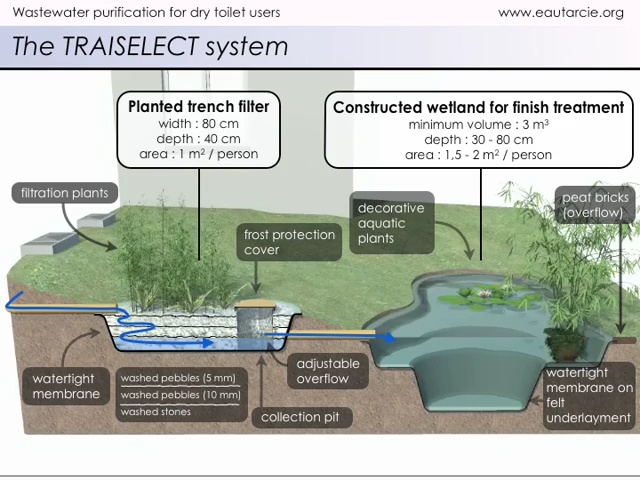 Wastewater purification for dry toilet users
www.eautarcie.org
The TRAISELECT system
Planted trench filter
width : 80 cm
depth : 40 cm
area : 1 m² / person
Constructed wetland for finish treatment
minimum volume : 3 m³
depth : 30 - 80 cm
area : 1,5 - 2 m² / person
filtration plants
frost protection
cover
decorative
aquatic
plants
peat bricks
(overflow)
watertight
membrane
washed pebbles (5 mm)
washed pebbles (10 mm)
washed stones
adjustable
overflow
collection pit
watertight
membrane on
felt
underlayment